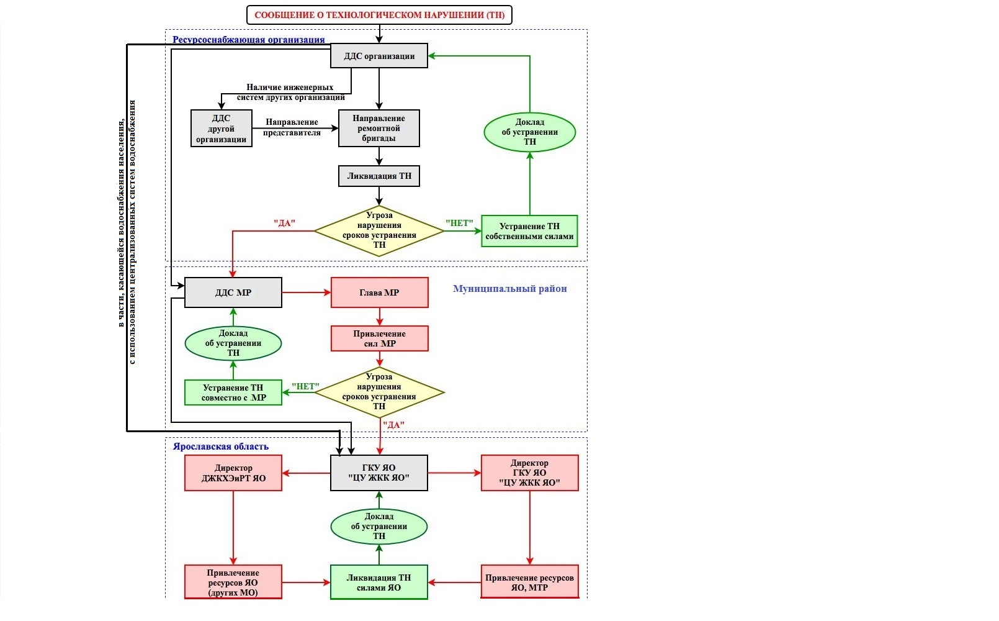 СООБЩЕНИЕ О ТЕХНОЛОГИЧЕСКОМ НАРУШЕНИИ (ТН)
Ресурсоснабжающая организация
ДДС организации
Наличие инженерных
систем других организаций
ДДС
другой
организации
Направление
представителя
Направление
ремонтной
бригады
Доклад
об устранении
ТН
Ликвидация ТН
Угроза
нарушения
сроков устранения
ТН
"ДА"
"НЕТ"
Устранение ТН
собственными силами
в части, касающейся водоснабжения населения,
с использованием централизованных систем водоснабжения
Муниципальный район
ДДС МР
Глава МР
Привлечение
сил МР
Доклад
об устранении
ТН
Угроза
нарушения
сроков устранения
ТН
"НЕТ"
Устранение ТН
совместно с МР
"ДА"
Ярославская область
Директор
ДЖКХЭиРТ ЯО
ГКУ ЯО
"ЦУ ЖКК ЯО"
Директор
ГКУ ЯО
"ЦУ ЖКК ЯО"
Доклад
об устранении
ТН
Привлечение
ресурсов ЯО
(других МО)
Ликвидация ТН
силами ЯО
Привлечение ресурсов
ЯО, МТР